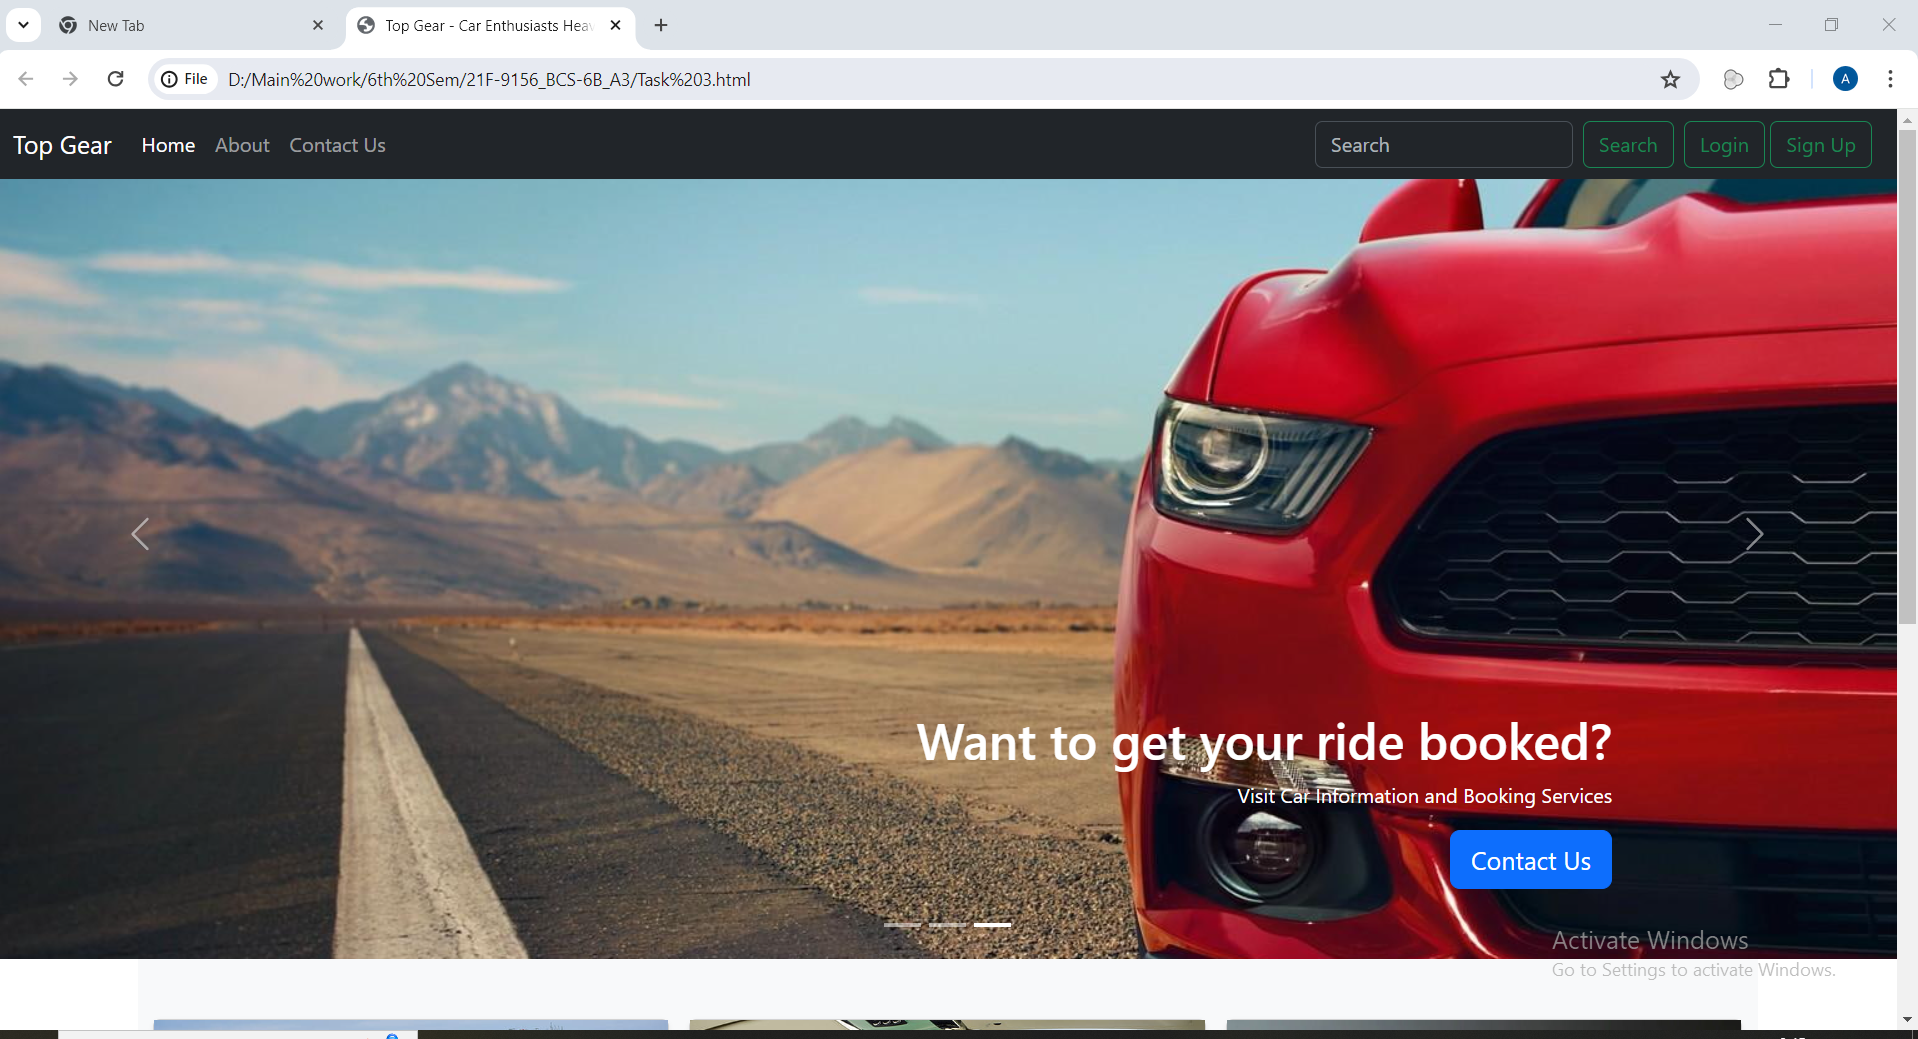 New Tab
Top Gear - Car Enthusiasts Hea
File
D:/Main%20work/6th%20Sem/21F-9156_BCS-6B_A3/Task%203.html
A
Top Gear
Home
About
Contact Us
Search
Search
Login
Sign Up
Want to get your ride booked?
Visit Car Information and Booking Services
Contact Us
Activate Windows
Go to Settings to activate Windows.